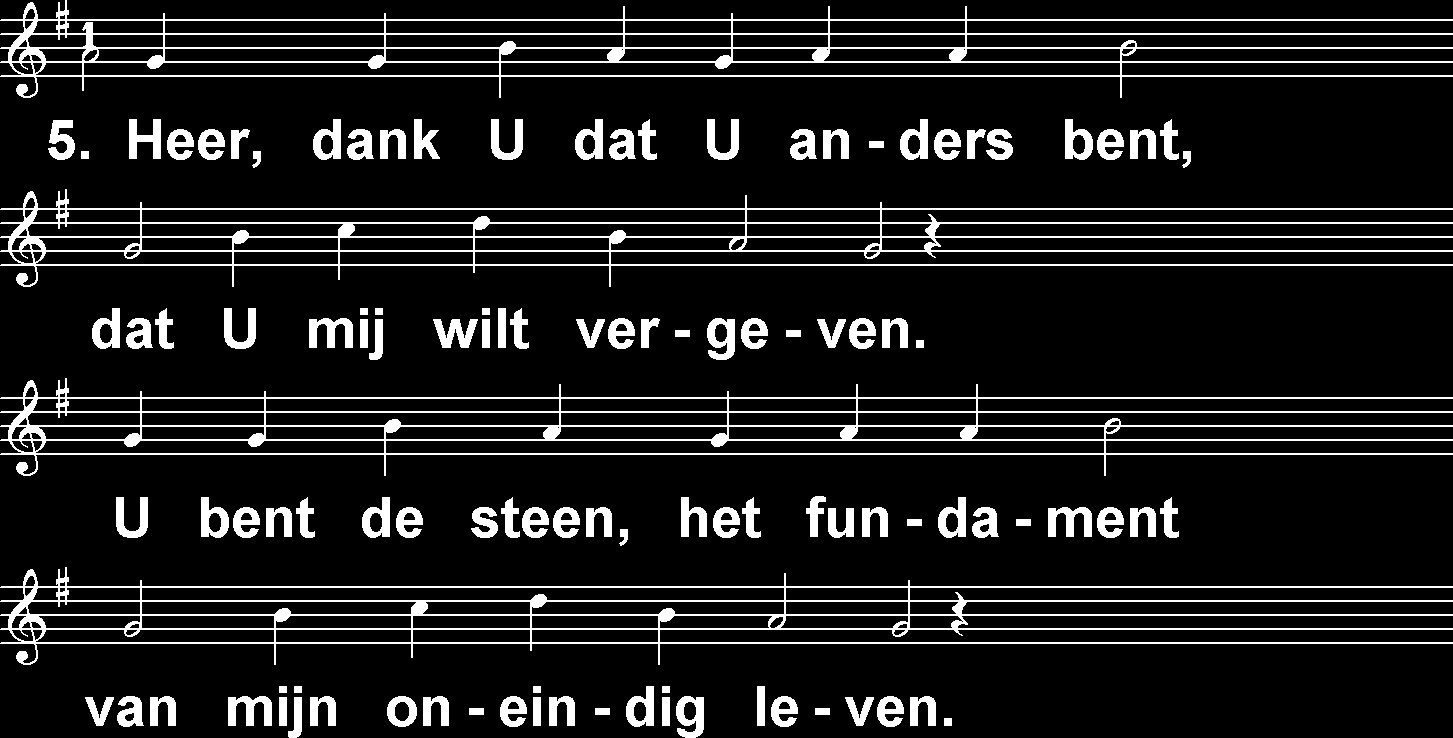 1
5. Heer, dank U dat U an - ders bent,
dat U mij wilt ver - ge - ven.
U bent de steen, het fun - da - ment
van mijn on - ein - dig le - ven.